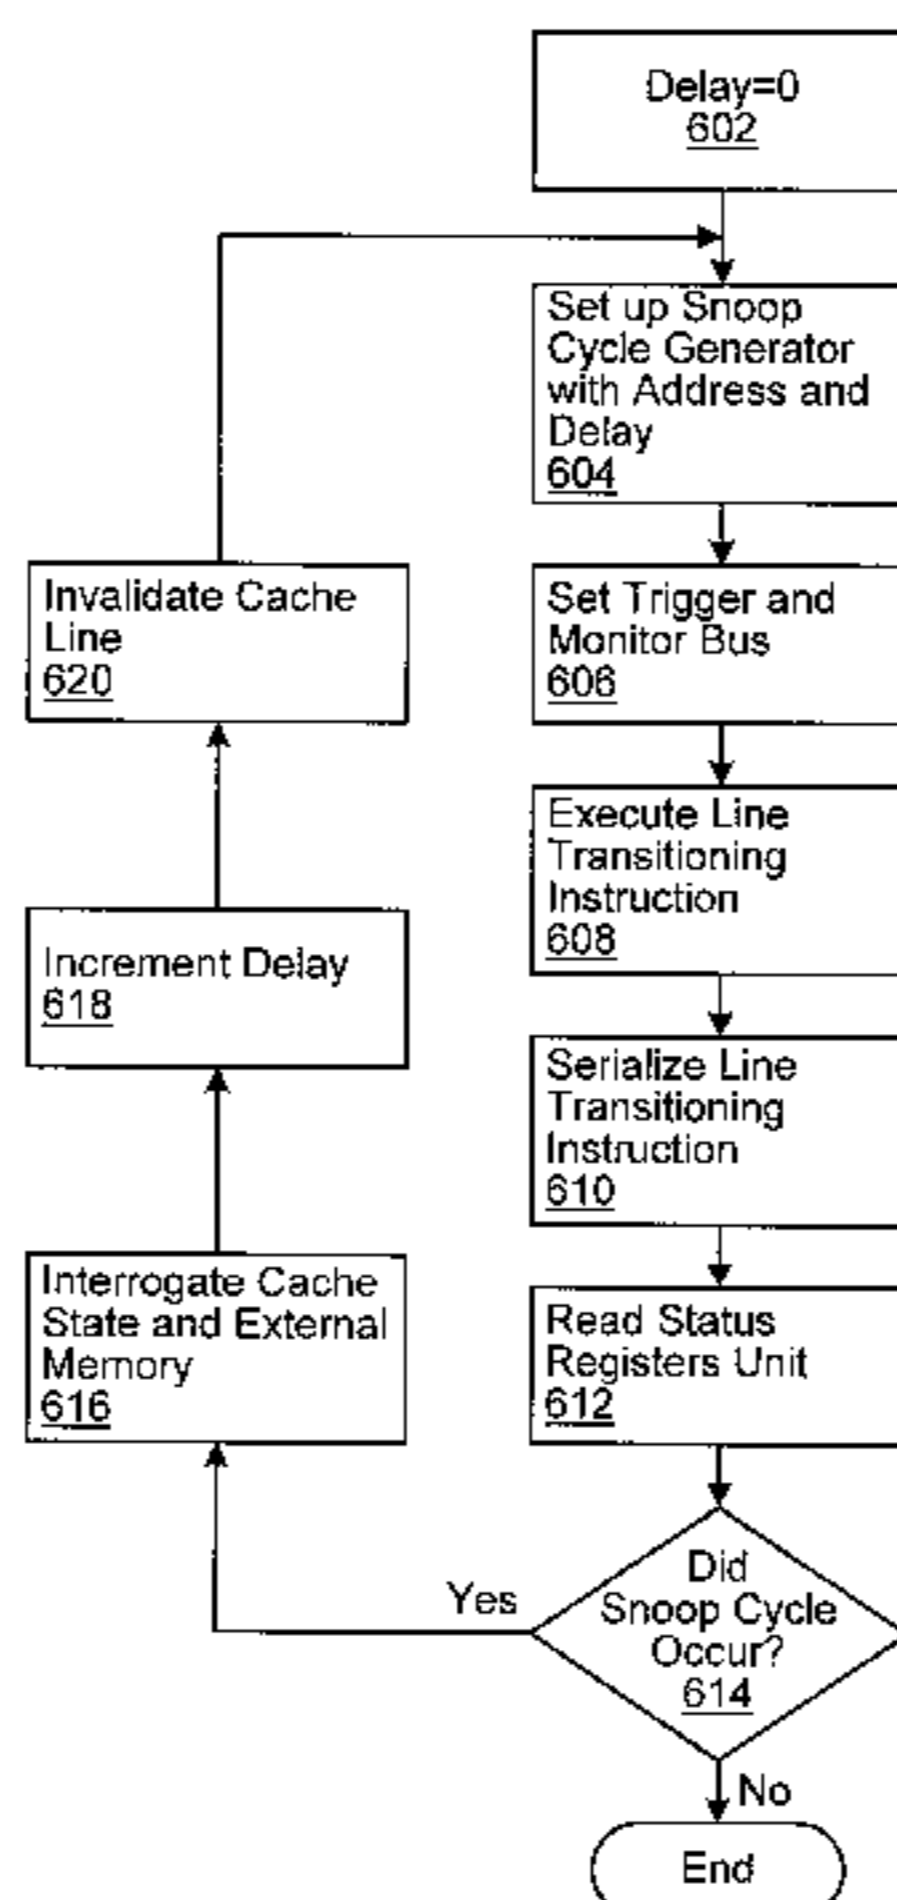 Delay=0
602
Set up Snoop
Cycle Generator
with Address and
Delay
604
Set Trigger and
Monitor Bus
606
Execute Line
Transitioning
Instruction
608
Serialize Line
Transitioning
Instruction
610
Read Status
Registers Unit
612
Did
Snoop Cycle
Occur?
614
Yes
No
End
Interrogate Cache
State and External
Memory
616
Increment Delay
618
Invalidate Cache
Line
620